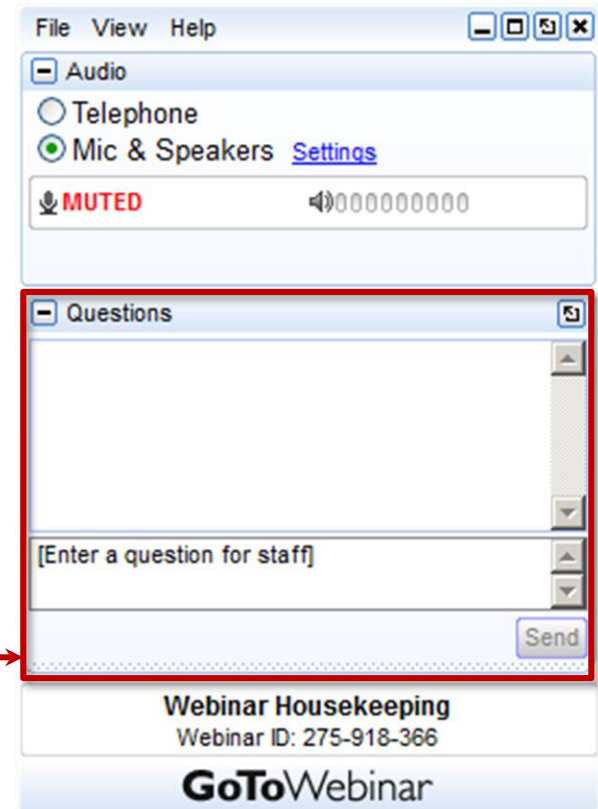 File View Help
Audio
Telephone
Mic & Speakers Settings
MUTED 000000000
Questions
[Enter a question for staff]
Send
Webinar Housekeeping
Webinar ID: 275-918-366
GoToWebinar